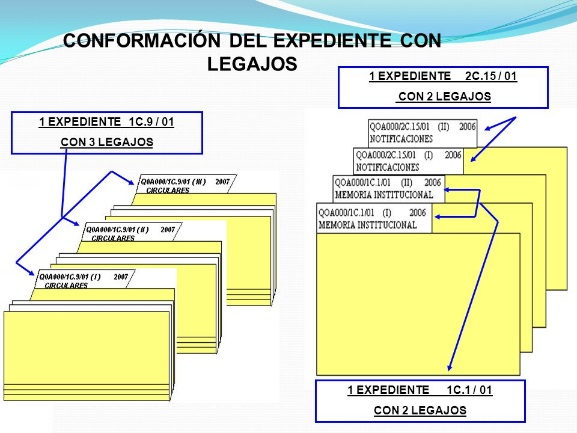 CONFORMACIÓN DEL EXPEDIENTE CON
LEGAJOS
1 EXPEDIENTE 2C.15 / 01
CON 2 LEGAJOS
1 EXPEDIENTE 1C.9 / 01
CON 3 LEGAJOS
QOA000/2C.15/01 (II) 2006
NOTIFICACIONES
QOA000/2C.15/01 (I) 2006
NOTIFICACIONES
QOA000/1C.1/01 (II) 2006
MEMORIA INSTITUCIONAL
QOA000/1C.1/01 (I) 2006
MEMORIA INSTITUCIONAL
Q0A000/1C.9/01 ( III ) 2007
CIRCULARES
Q0A000/1C.9/01 ( II ) 2007
CIRCULARES
Q0A000/1C.9/01 ( I ) 2007
CIRCULARES
1 EXPEDIENTE 1C.1 / 01
CON 2 LEGAJOS